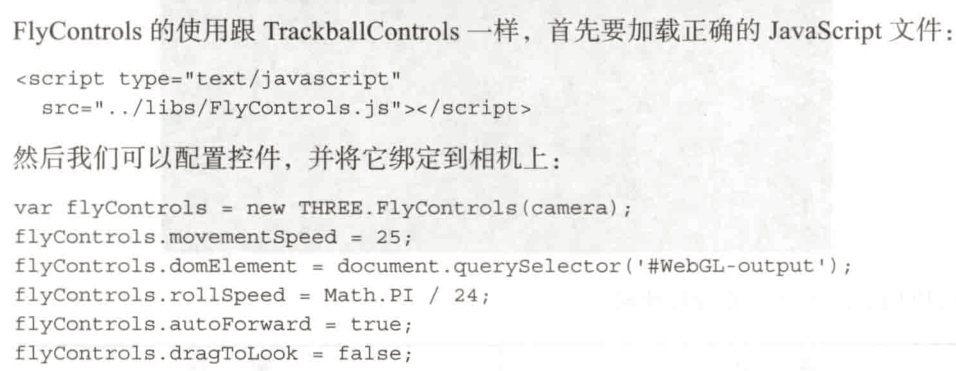 FlyControls 的使用跟 TrackballControls 一样，首先要加载正确的 JavaScript 文件：
<script type="text/javascript"
  src="../libs/FlyControls.js"></script>
然后我们可以配置控件，并将它绑定到相机上：
var flyControls = new THREE.FlyControls(camera);
flyControls.movementSpeed = 25;
flyControls.domElement = document.querySelector('#WebGL-output');
flyControls.rollSpeed = Math.PI / 24;
flyControls.autoForward = true;
flyControls.dragToLook = false;